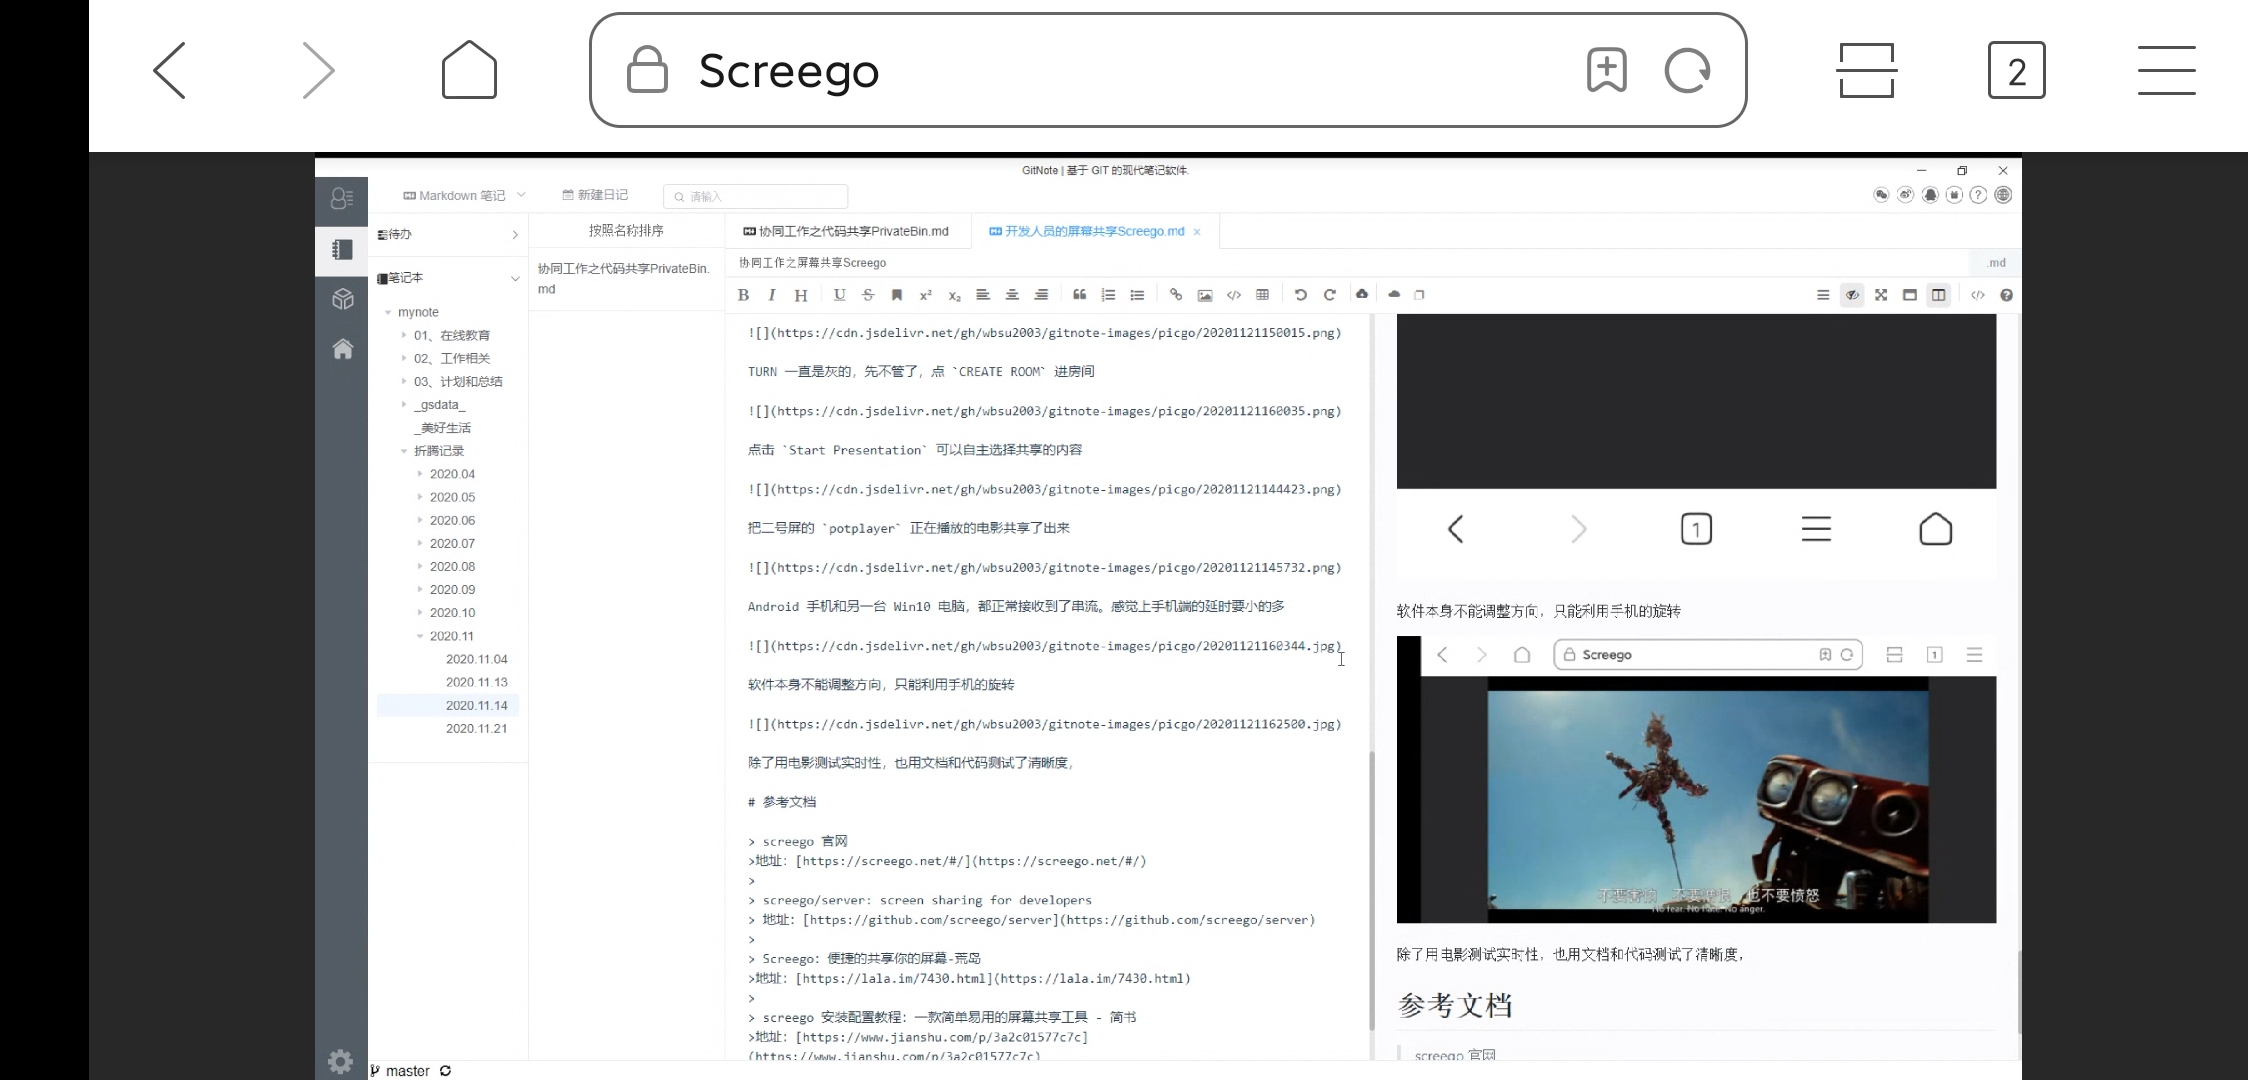 Screego
2
GitNote | 基于 GIT 的现代笔记软件.
Markdown 笔记
新建日记
请输入
待办
笔记本
mynote
01、在线教育
02、工作相关
03、计划和总结
_gsdata_
_美好生活
折腾记录
2020.04
2020.05
2020.06
2020.07
2020.08
2020.09
2020.10
2020.11
2020.11.04
2020.11.13
2020.11.14
2020.11.21
master
按照名称排序
协同工作之代码共享PrivateBin.
md
协同工作之代码共享PrivateBin.md
开发人员的屏幕共享Screego.md ×
协同工作之屏幕共享Screego
.md
B I H U S x² x₂
![](https://cdn.jsdelivr.net/gh/wbsu2003/gitnote-images/picgo/20201121150015.png)
TURN 一直是灰的，先不管了，点 `CREATE ROOM` 进房间
![](https://cdn.jsdelivr.net/gh/wbsu2003/gitnote-images/picgo/20201121160035.png)
点击 `Start Presentation` 可以自主选择共享的内容
![](https://cdn.jsdelivr.net/gh/wbsu2003/gitnote-images/picgo/20201121144423.png)
把二号屏的 `potplayer` 正在播放的电影共享了出来
![](https://cdn.jsdelivr.net/gh/wbsu2003/gitnote-images/picgo/20201121145732.png)
Android 手机和另一台 Win10 电脑，都正常接收到了串流。感觉上手机端的延时要小的多
![](https://cdn.jsdelivr.net/gh/wbsu2003/gitnote-images/picgo/20201121160344.jpg)
软件本身不能调整方向，只能利用手机的旋转
![](https://cdn.jsdelivr.net/gh/wbsu2003/gitnote-images/picgo/20201121162500.jpg)
除了用电影测试实时性，也用文档和代码测试了清晰度，
# 参考文档
> screego 官网
>地址：[https://screego.net/#/](https://screego.net/#/)
>
> screego/server: screen sharing for developers
> 地址：[https://github.com/screego/server](https://github.com/screego/server)
>
> Screego：便捷的共享你的屏幕-荒岛
>地址：[https://lala.im/7430.html](https://lala.im/7430.html)
>
> screego 安装配置教程：一款简单易用的屏幕共享工具 - 简书
>地址：[https://www.jianshu.com/p/3a2c01577c7c]
(https://www.jianshu.com/p/3a2c01577c7c)
1
软件本身不能调整方向，只能利用手机的旋转
Screego
1
不要害怕 不要憎恨 也不要愤怒
No fear. No hate. No anger.
除了用电影测试实时性，也用文档和代码测试了清晰度，
参考文档
screego 官网